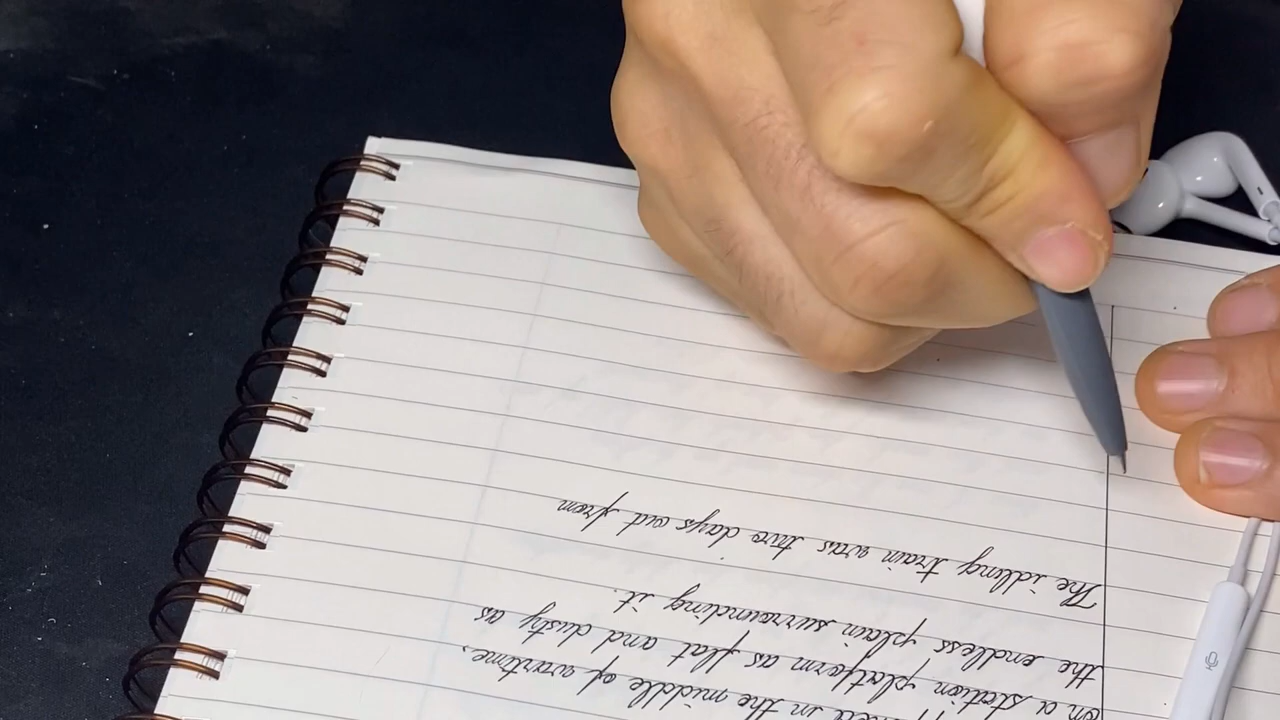 in the middle of wartime,
on a station platform as flat and dusty as
the endless plain surrounding it.
The idling train was two days out from